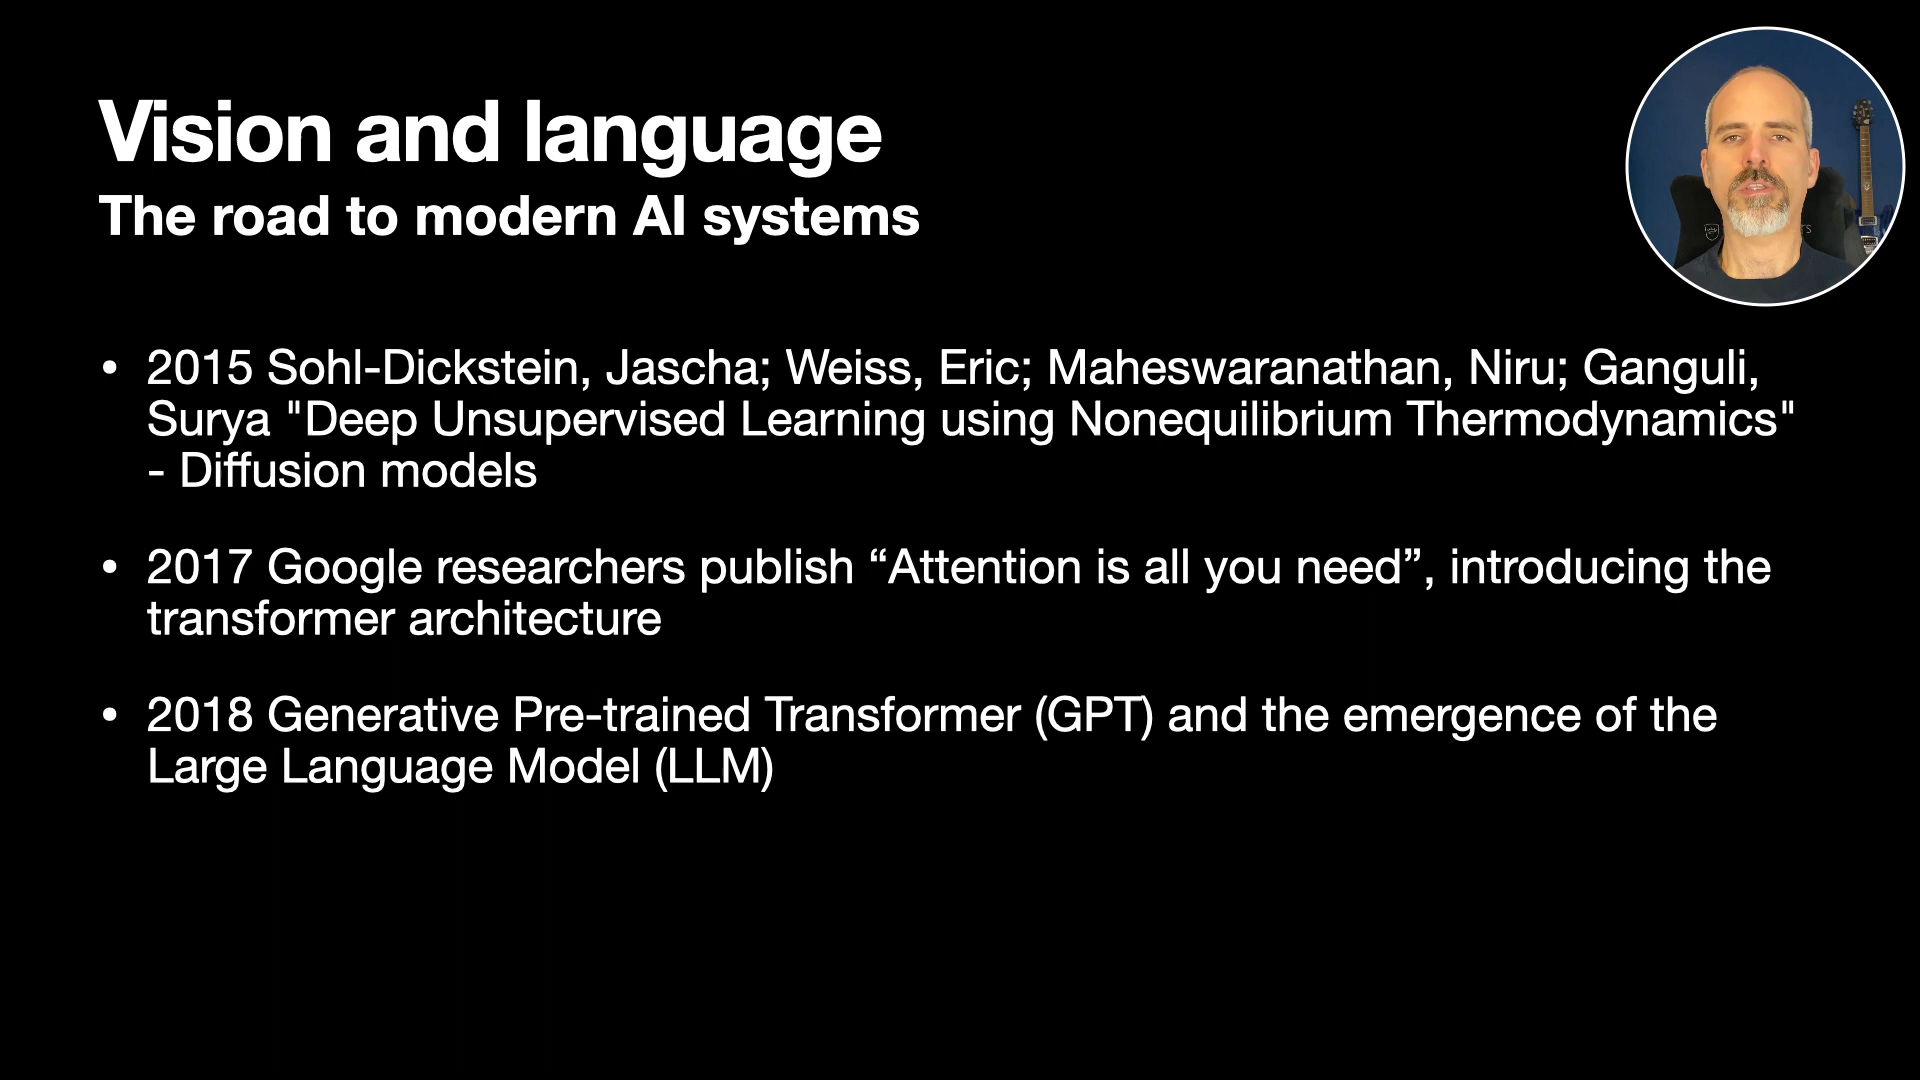 Vision and language
The road to modern AI systems
• 2015 Sohl-Dickstein, Jascha; Weiss, Eric; Maheswaranathan, Niru; Ganguli,
Surya "Deep Unsupervised Learning using Nonequilibrium Thermodynamics"
- Diffusion models
• 2017 Google researchers publish “Attention is all you need”, introducing the
transformer architecture
• 2018 Generative Pre-trained Transformer (GPT) and the emergence of the
Large Language Model (LLM)